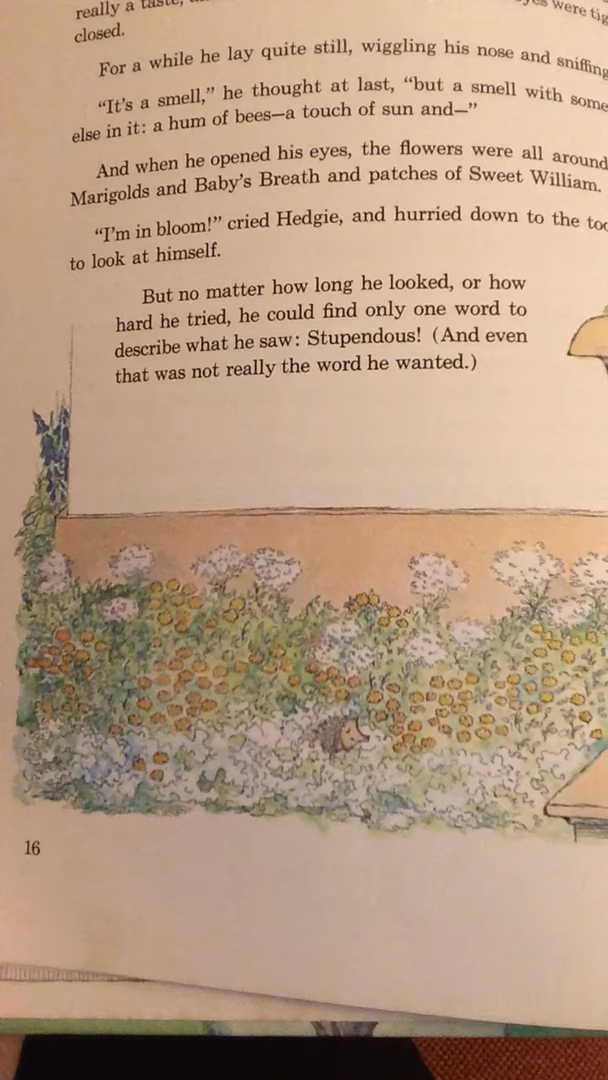 really a taste,
were
closed.
For a while he lay quite still, wiggling his nose and sniffing
“It’s a smell,” he thought at last, “but a smell with some
else in it: a hum of bees—a touch of sun and—”
And when he opened his eyes, the flowers were all around
Marigolds and Baby’s Breath and patches of Sweet William.
“I’m in bloom!” cried Hedgie, and hurried down to the
to look at himself.
But no matter how long he looked, or how
hard he tried, he could find only one word to
describe what he saw: Stupendous! (And even
that was not really the word he wanted.)
16